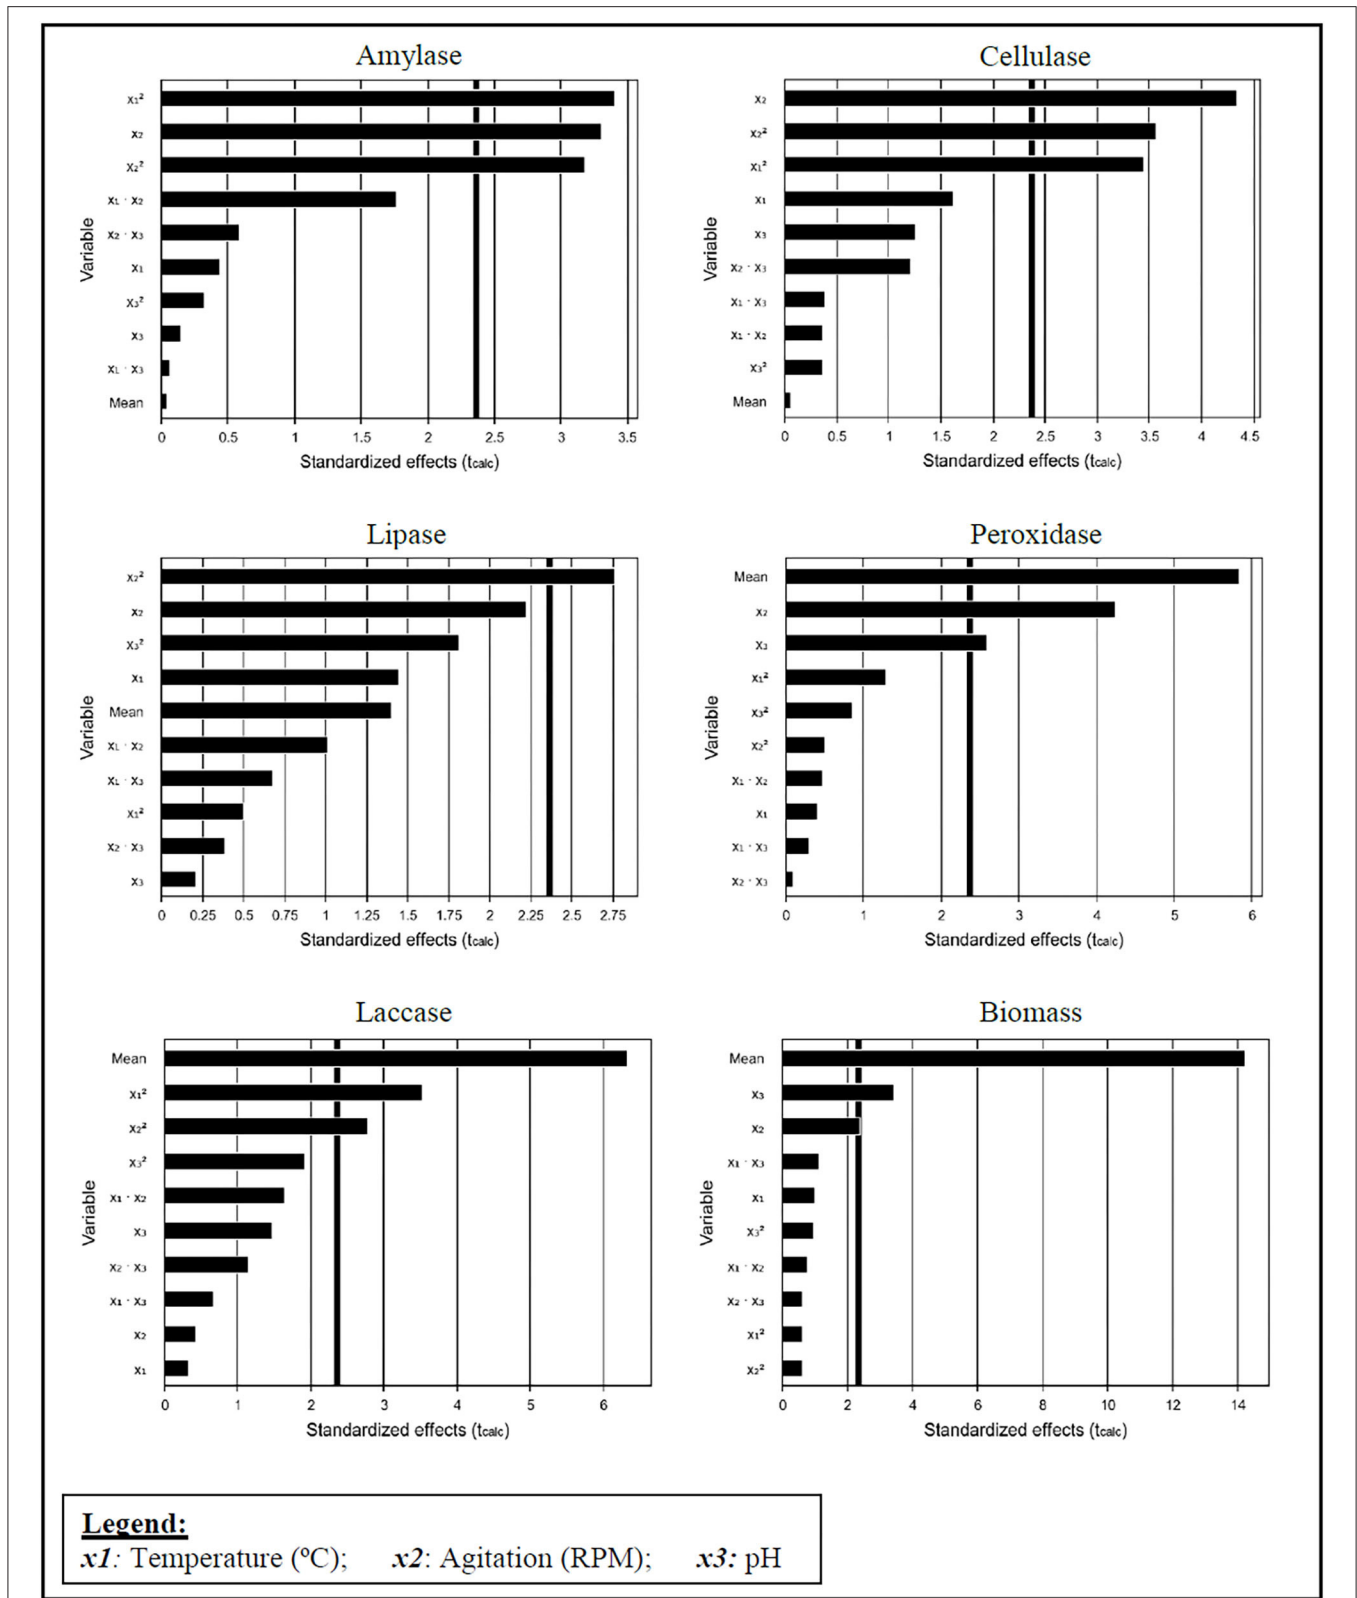 Amylase
Variable
x₁²
x₂
x₂²
x₁ · x₂
x₂ · x₃
x₁
x₃²
x₃
x₁ · x₃
Mean
0 0.5 1 1.5 2 2.5 3 3.5
Standardized effects (tcalc)
Cellulase
Variable
x₂
x₂²
x₁²
x₁
x₃
x₂ · x₃
x₁ · x₃
x₁ · x₂
x₃²
Mean
0 0.5 1 1.5 2 2.5 3 3.5 4 4.5
Standardized effects (tcalc)
Lipase
Variable
x₂²
x₂
x₃²
x₁
Mean
x₁ · x₂
x₁ · x₃
x₁²
x₂ · x₃
x₃
0 0.25 0.5 0.75 1 1.25 1.5 1.75 2 2.25 2.5 2.75
Standardized effects (tcalc)
Peroxidase
Variable
Mean
x₂
x₃
x₁²
x₃²
x₂²
x₁ · x₂
x₁
x₁ · x₃
x₂ · x₃
0 1 2 3 4 5 6
Standardized effects (tcalc)
Laccase
Variable
Mean
x₁²
x₂²
x₃²
x₁ · x₂
x₃
x₂ · x₃
x₁ · x₃
x₂
x₁
0 1 2 3 4 5 6
Standardized effects (tcalc)
Biomass
Variable
Mean
x₃
x₂
x₁ · x₃
x₁
x₃²
x₁ · x₂
x₂ · x₃
x₁²
x₂²
0 2 4 6 8 10 12 14
Standardized effects (tcalc)
Legend:
x1: Temperature (ºC); x2: Agitation (RPM); x3: pH